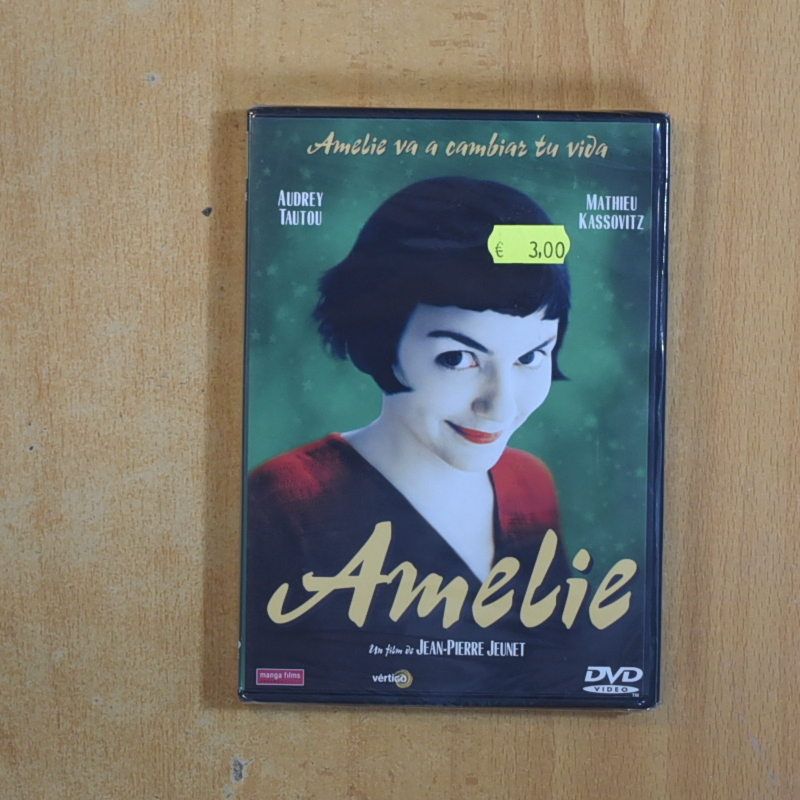 Amelie va a cambiar tu vida
AUDREY
TAUTOU
MATHIEU
KASSOVITZ
€ 3,00
Amelie
Un film de JEAN-PIERRE JEUNET
manga films
vértigo
DVD
VIDEO
TM